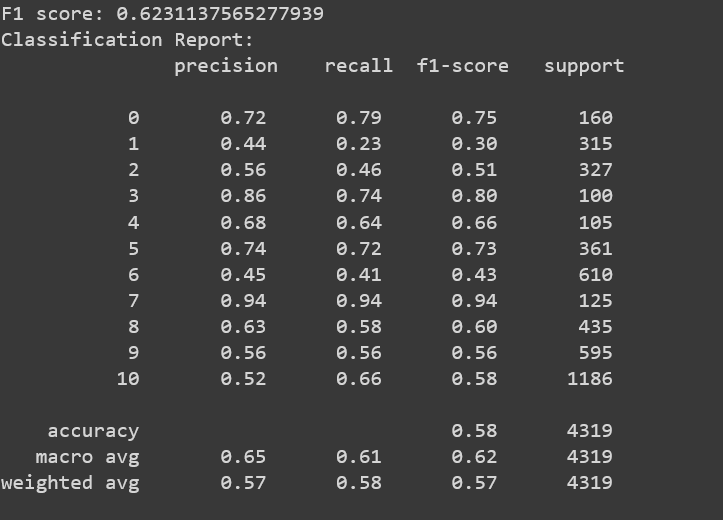 F1 score: 0.6231137565277939
Classification Report:
precision recall f1-score support
0 0.72 0.79 0.75 160
1 0.44 0.23 0.30 315
2 0.56 0.46 0.51 327
3 0.86 0.74 0.80 100
4 0.68 0.64 0.66 105
5 0.74 0.72 0.73 361
6 0.45 0.41 0.43 610
7 0.94 0.94 0.94 125
8 0.63 0.58 0.60 435
9 0.56 0.56 0.56 595
10 0.52 0.66 0.58 1186
accuracy 0.58 4319
macro avg 0.65 0.61 0.62 4319
weighted avg 0.57 0.58 0.57 4319